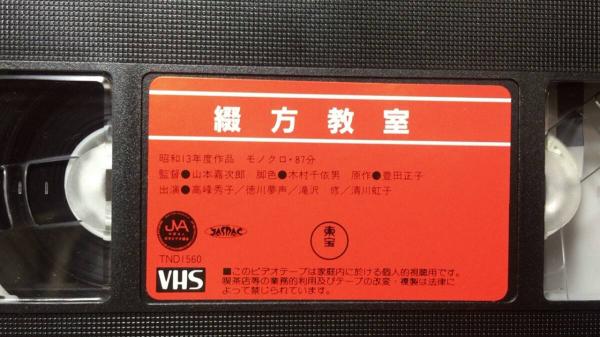 綴方教室
昭和13年度作品 モノクロ・87分
監督●山本嘉次郎 脚色●木村千依男 原作●豊田正子
出演●高峰秀子／徳川夢声／滝沢 修／清川虹子
JVA
JASRAC
東宝
TND1560
VHS
■このビデオテープは家庭内に於ける個人的視聴用です。
喫茶店等の業務的利用及びテープの改変・複製は法律に
よって禁じられています。